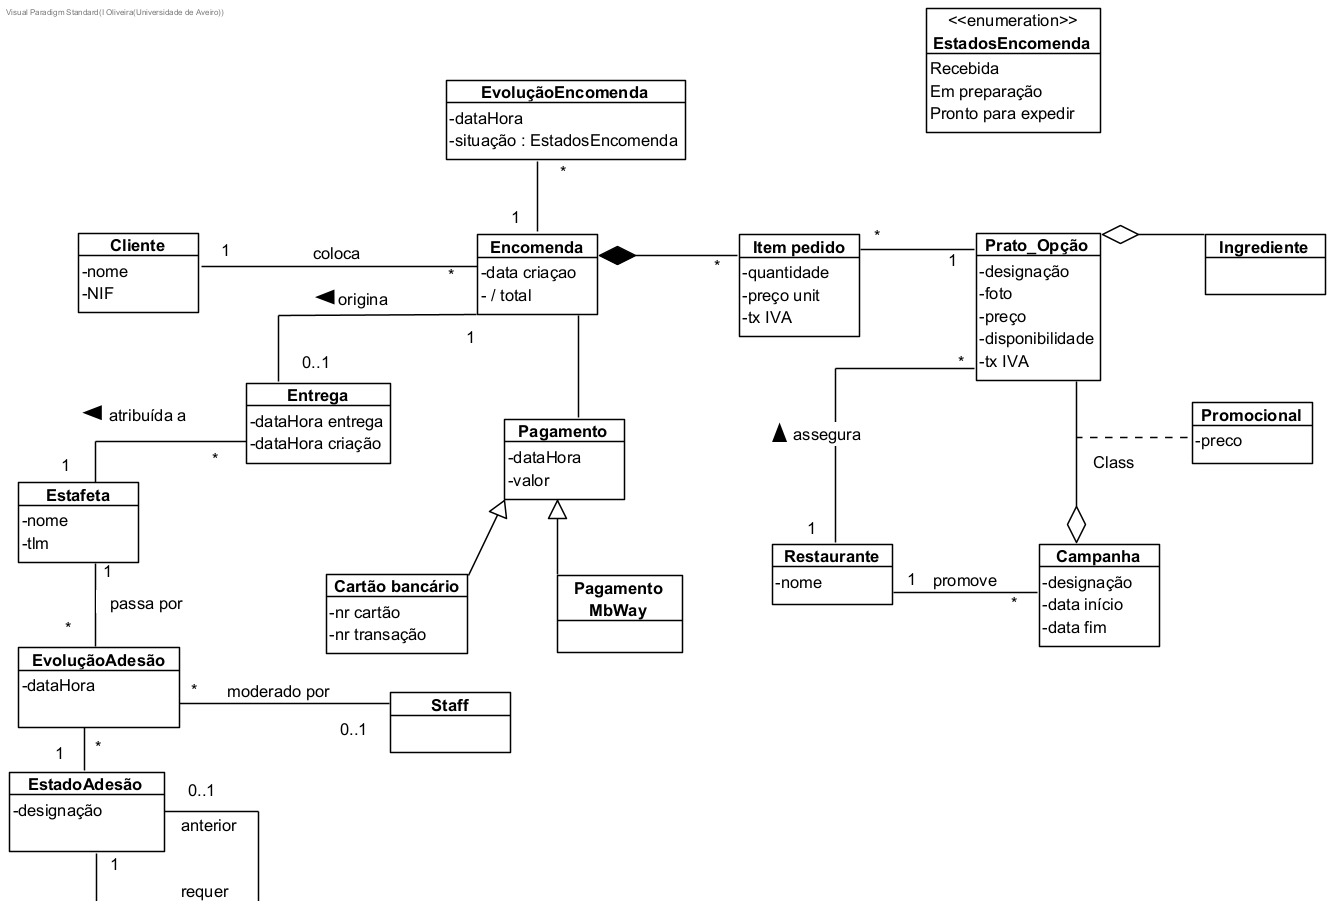 Visual Paradigm Standard(I Oliveira(Universidade de Aveiro))
<<enumeration>>
EstadosEncomenda
Recebida
Em preparação
Pronto para expedir
EvoluçãoEncomenda
-dataHora
-situação : EstadosEncomenda
*
1
Cliente
-nome
-NIF
1
coloca
*
Encomenda
-data criaçao
- / total
*
Item pedido
-quantidade
-preço unit
-tx IVA
*
1
Prato_Opção
-designação
-foto
-preço
-disponibilidade
-tx IVA
Ingrediente
origina
1
0..1
Entrega
-dataHora entrega
-dataHora criação
atribuída a
*
1
Estafeta
-nome
-tlm
Pagamento
-dataHora
-valor
Cartão bancário
-nr cartão
-nr transação
Pagamento
MbWay
*
assegura
1
Restaurante
-nome
1
promove
*
Campanha
-designação
-data início
-data fim
Promocional
-preco
Class
1
passa por
*
EvoluçãoAdesão
-dataHora
*
moderado por
0..1
Staff
1
*
EstadoAdesão
-designação
0..1
anterior
1
requer